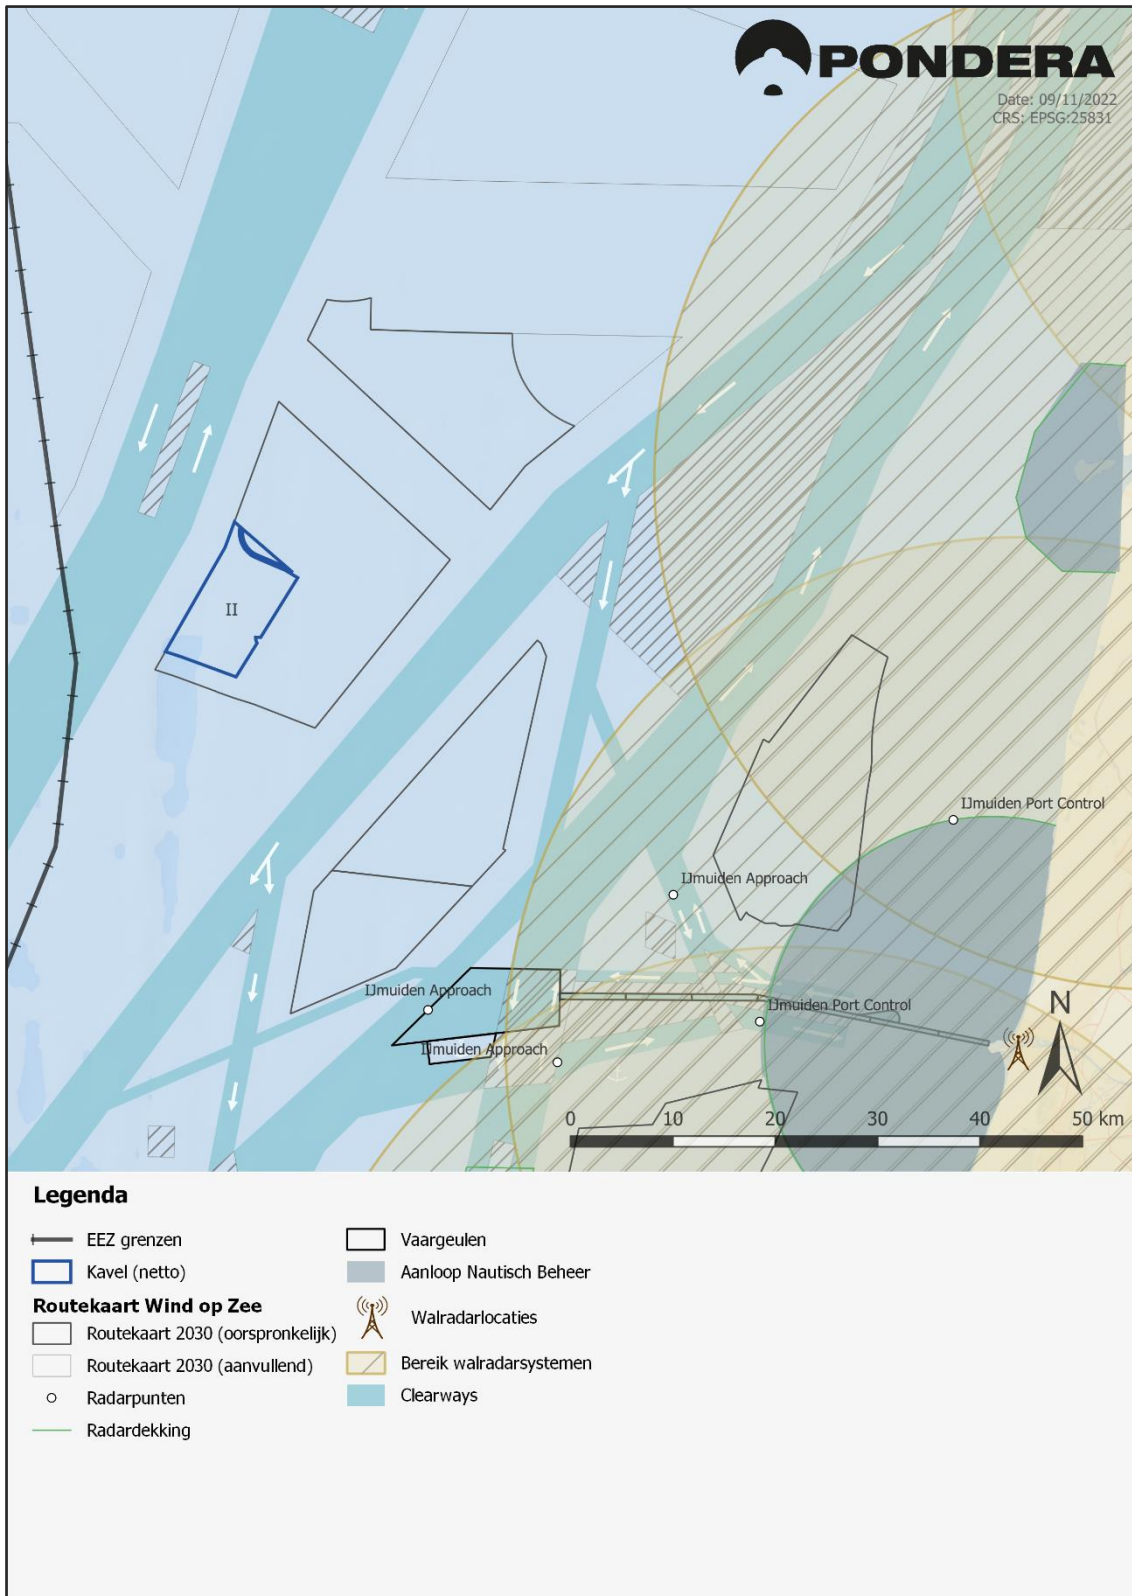 PONDERA
Date: 09/11/2022
CRS: EPSG:25831
II
IJmuiden Port Control
IJmuiden Approach
IJmuiden Approach
IJmuiden Port Control
IJmuiden Approach
N
0 10 20 30 40 50 km
Legenda
EEZ grenzen
Kavel (netto)
Routekaart Wind op Zee
Routekaart 2030 (oorspronkelijk)
Routekaart 2030 (aanvullend)
Radarpunten
Radardekking
Vaargeulen
Aanloop Nautisch Beheer
Walradarlocaties
Bereik walradarsystemen
Clearways